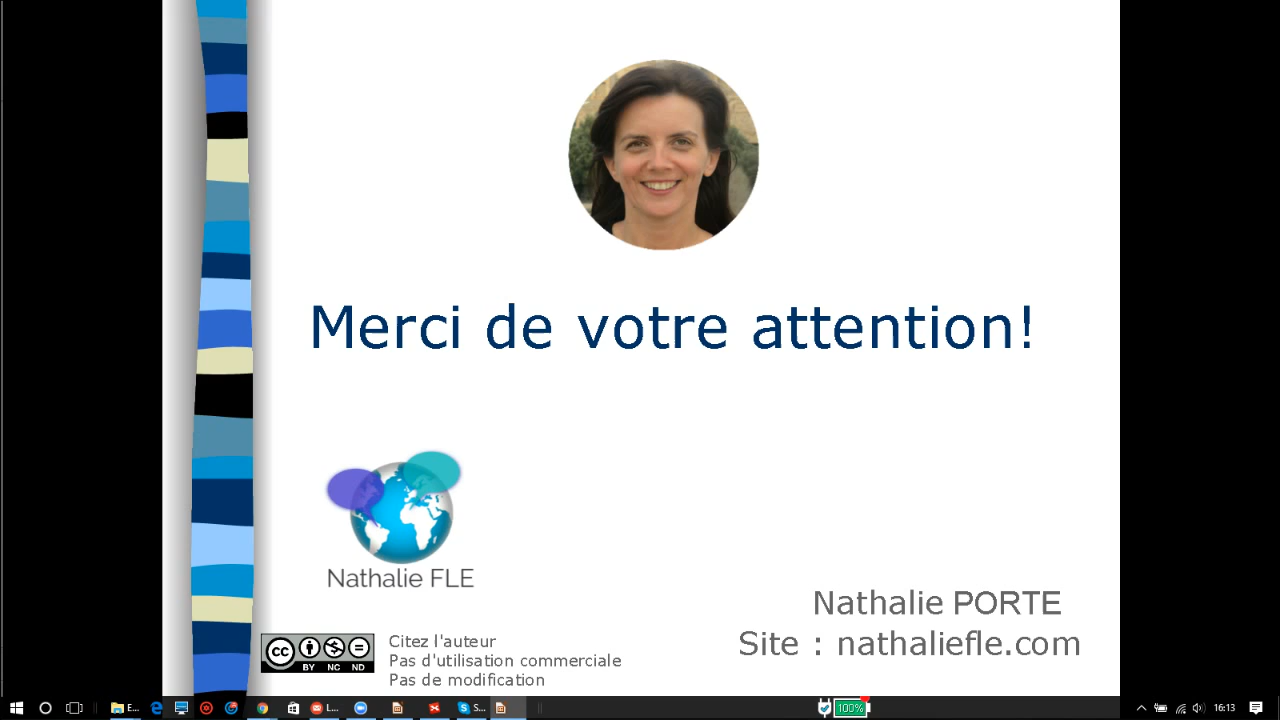 Merci de votre attention!
Nathalie FLE
Nathalie PORTE
Site : nathaliefle.com
cc
BY NC ND
Citez l'auteur
Pas d'utilisation commerciale
Pas de modification
E...
L...
S...
100%
16:13